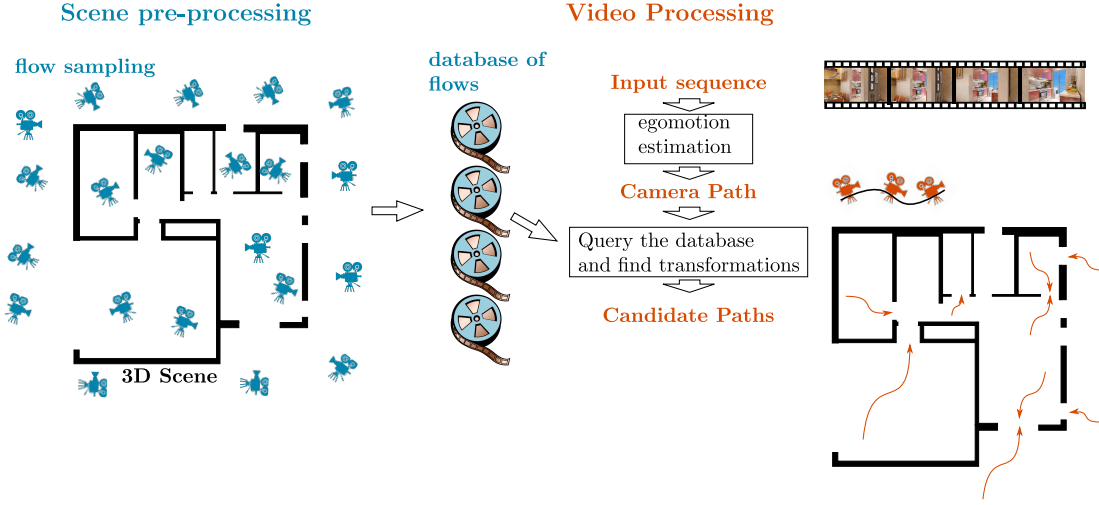 Scene pre-processing
Video Processing
flow sampling
database of
flows
3D Scene
Input sequence
egomotion
estimation
Camera Path
Query the database
and find transformations
Candidate Paths